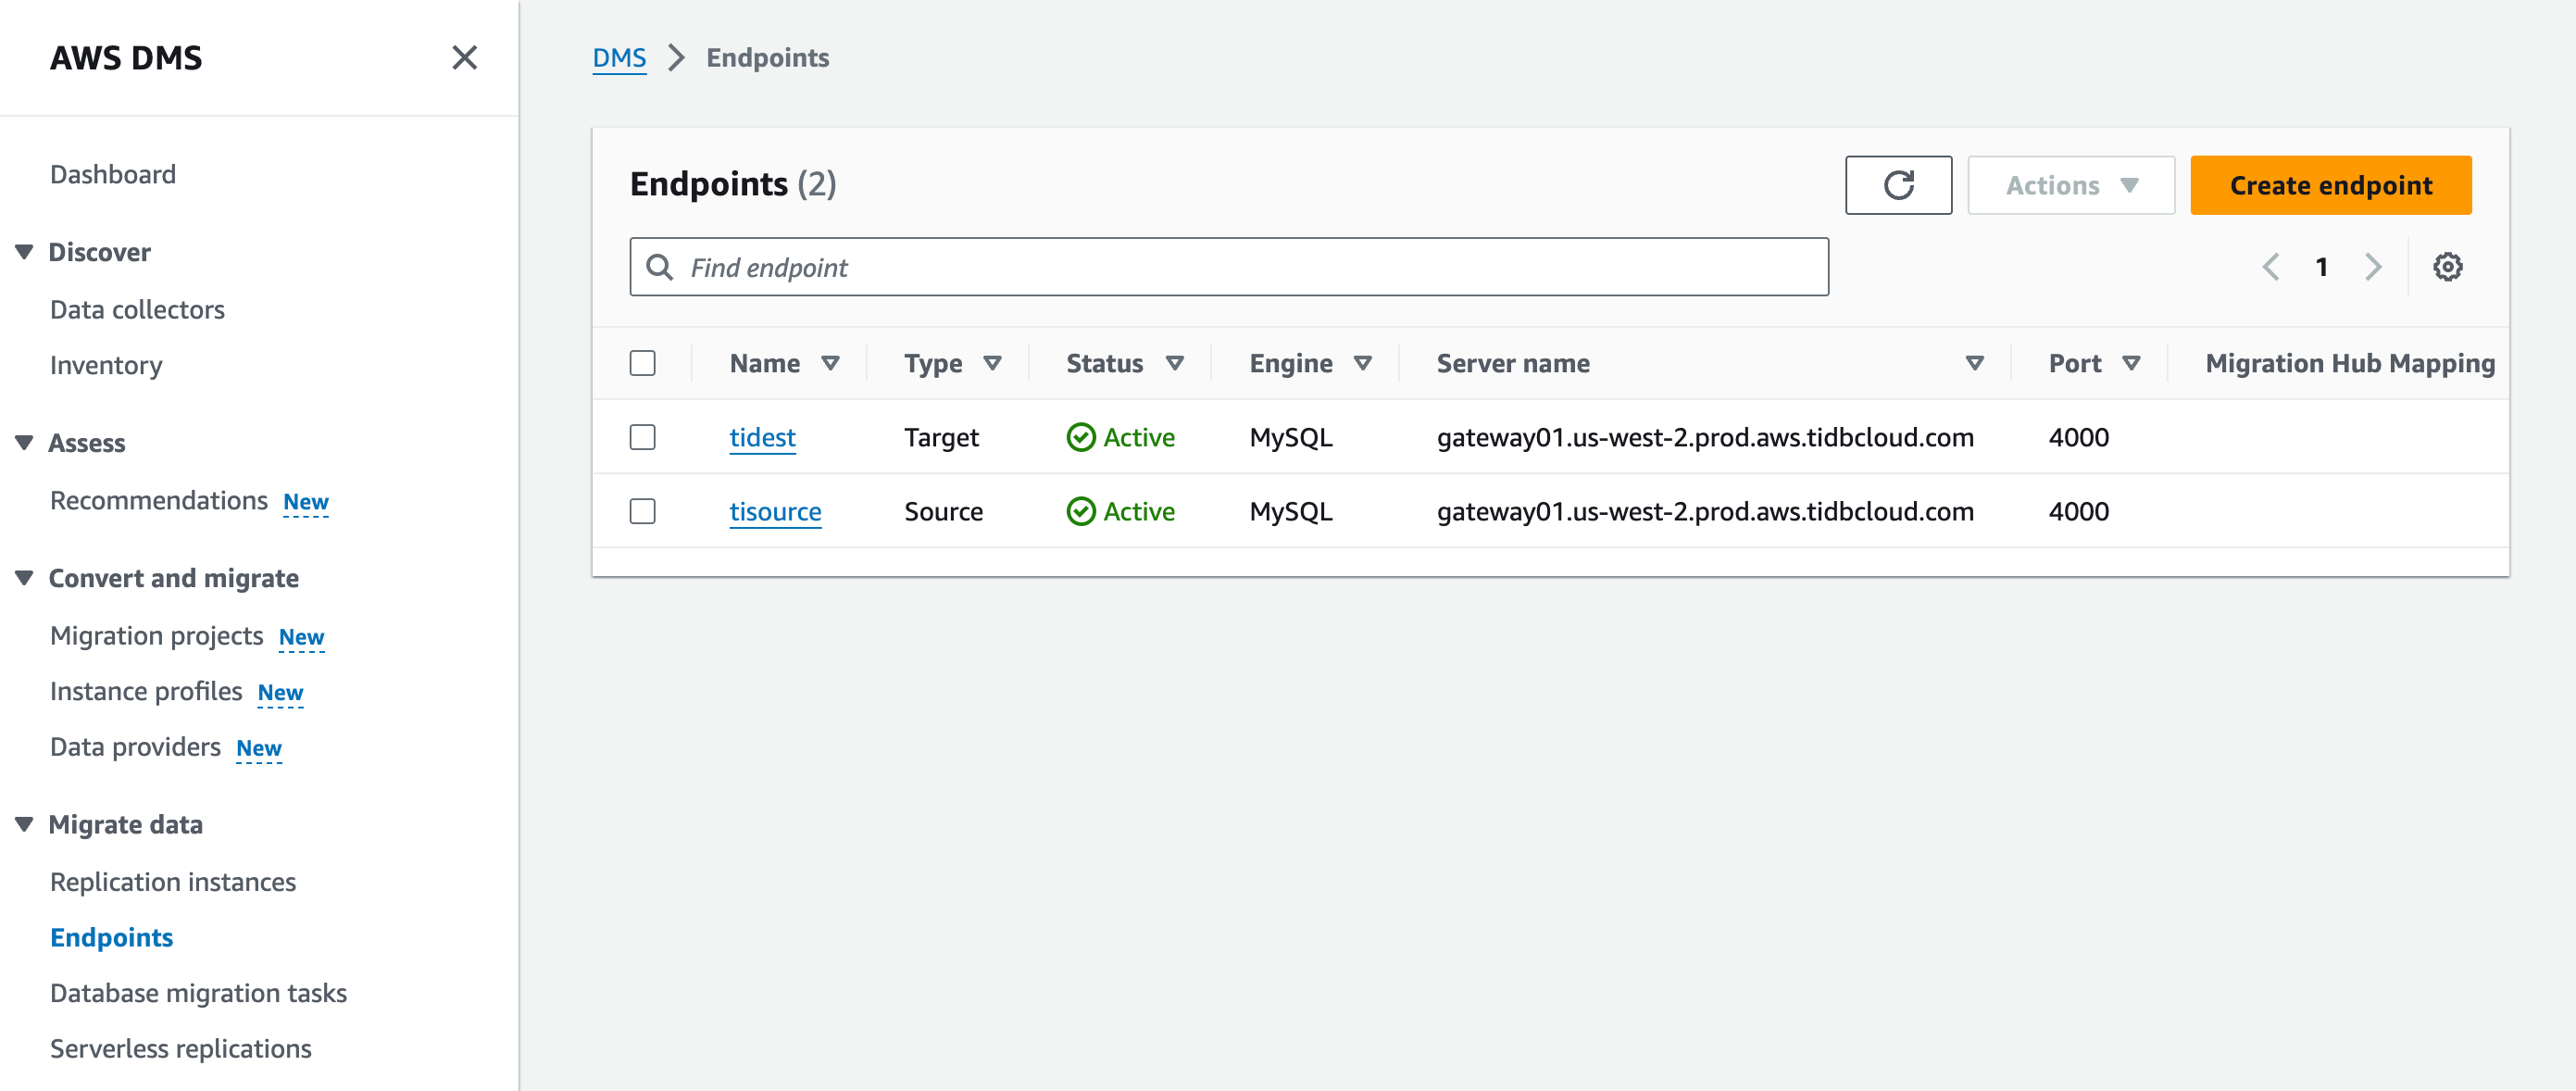 AWS DMS
Dashboard
Discover
Data collectors
Inventory
Assess
Recommendations New
Convert and migrate
Migration projects New
Instance profiles New
Data providers New
Migrate data
Replication instances
Endpoints
Database migration tasks
Serverless replications
DMS > Endpoints
Endpoints (2)
Actions
Create endpoint
Find endpoint
1
Name Type Status Engine Server name Port Migration Hub Mapping
tidest Target Active MySQL gateway01.us-west-2.prod.aws.tidbcloud.com 4000
tisource Source Active MySQL gateway01.us-west-2.prod.aws.tidbcloud.com 4000